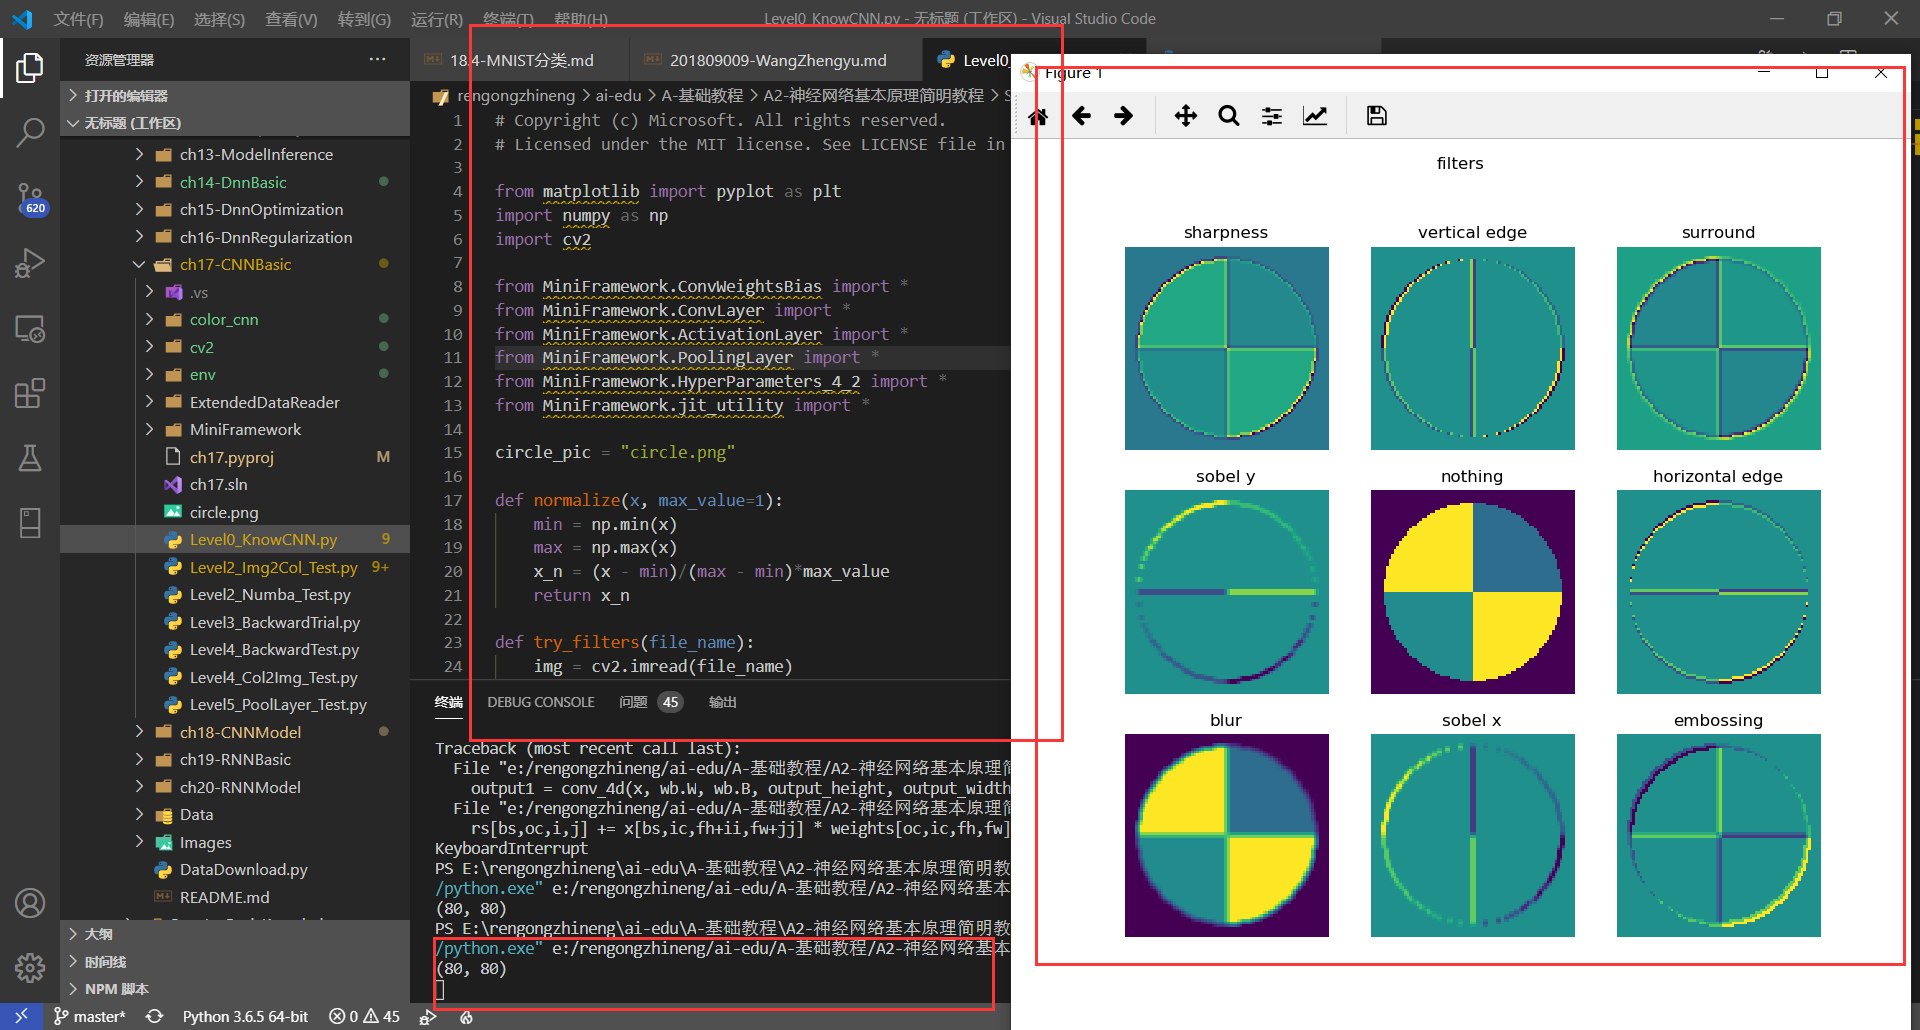 文件(F) 编辑(E) 选择(S) 查看(V) 转到(G) 运行(R) 终端(T) 帮助(H) Level0_KnowCNN.py - 无标题 (工作区) - Visual Studio Code
资源管理器
18.4-MNIST分类.md 201809009-WangZhengyu.md Level0_
打开的编辑器
无标题 (工作区)
ch13-ModelInference
ch14-DnnBasic
ch15-DnnOptimization
ch16-DnnRegularization
ch17-CNNBasic
.vs
color_cnn
cv2
env
ExtendedDataReader
MiniFramework
ch17.pyproj M
ch17.sln
circle.png
Level0_KnowCNN.py 9
Level2_Img2Col_Test.py 9+
Level2_Numba_Test.py
Level3_BackwardTrial.py
Level4_BackwardTest.py
Level4_Col2Img_Test.py
Level5_PoolLayer_Test.py
ch18-CNNModel
ch19-RNNBasic
ch20-RNNModel
Data
Images
DataDownload.py
README.md
大纲
时间线
NPM 脚本
620
rengongzhineng > ai-edu > A-基础教程 > A2-神经网络基本原理简明教程 > S
1 # Copyright (c) Microsoft. All rights reserved.
2 # Licensed under the MIT license. See LICENSE file in
3
4 from matplotlib import pyplot as plt
5 import numpy as np
6 import cv2
7
8 from MiniFramework.ConvWeightsBias import *
9 from MiniFramework.ConvLayer import *
10 from MiniFramework.ActivationLayer import *
11 from MiniFramework.PoolingLayer import *
12 from MiniFramework.HyperParameters_4_2 import *
13 from MiniFramework.jit_utility import *
14
15 circle_pic = "circle.png"
16
17 def normalize(x, max_value=1):
18 min = np.min(x)
19 max = np.max(x)
20 x_n = (x - min)/(max - min)*max_value
21 return x_n
22
23 def try_filters(file_name):
24 img = cv2.imread(file_name)
终端 DEBUG CONSOLE 问题 45 输出
Traceback (most recent call last):
File "e:/rengongzhineng/ai-edu/A-基础教程/A2-神经网络基本原理简
output1 = conv_4d(x, wb.W, wb.B, output_height, output_width
File "e:/rengongzhineng/ai-edu/A-基础教程/A2-神经网络基本原理简
rs[bs,oc,i,j] += x[bs,ic,fh+ii,fw+jj] * weights[oc,ic,fh,fw]
KeyboardInterrupt
PS E:\rengongzhineng\ai-edu\A-基础教程\A2-神经网络基本原理简明教
/python.exe" e:/rengongzhineng/ai-edu/A-基础教程/A2-神经网络基本
(80, 80)
PS E:\rengongzhineng\ai-edu\A-基础教程\A2-神经网络基本原理简明教
/python.exe" e:/rengongzhineng/ai-edu/A-基础教程/A2-神经网络基本
(80, 80)
Figure 1
filters
sharpness vertical edge surround
sobel y nothing horizontal edge
blur sobel x embossing
master* Python 3.6.5 64-bit 0 45